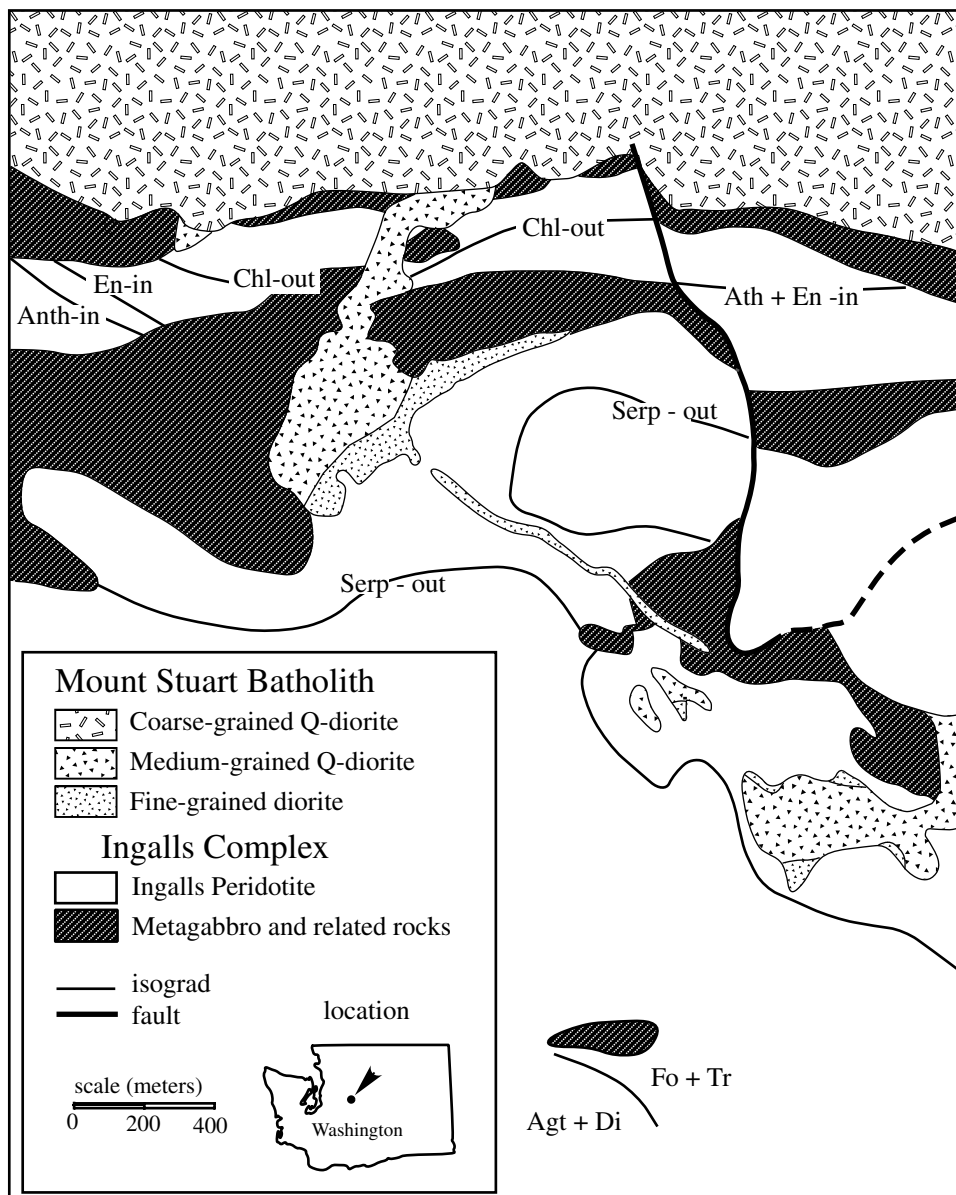 Chl-out
En-in
Chl-out
Anth-in
Ath + En -in
Serp - out
Serp - out
Mount Stuart Batholith
Coarse-grained Q-diorite
Medium-grained Q-diorite
Fine-grained diorite
Ingalls Complex
Ingalls Peridotite
Metagabbro and related rocks
isograd
fault
location
scale (meters)
0 200 400
Washington
Fo + Tr
Agt + Di